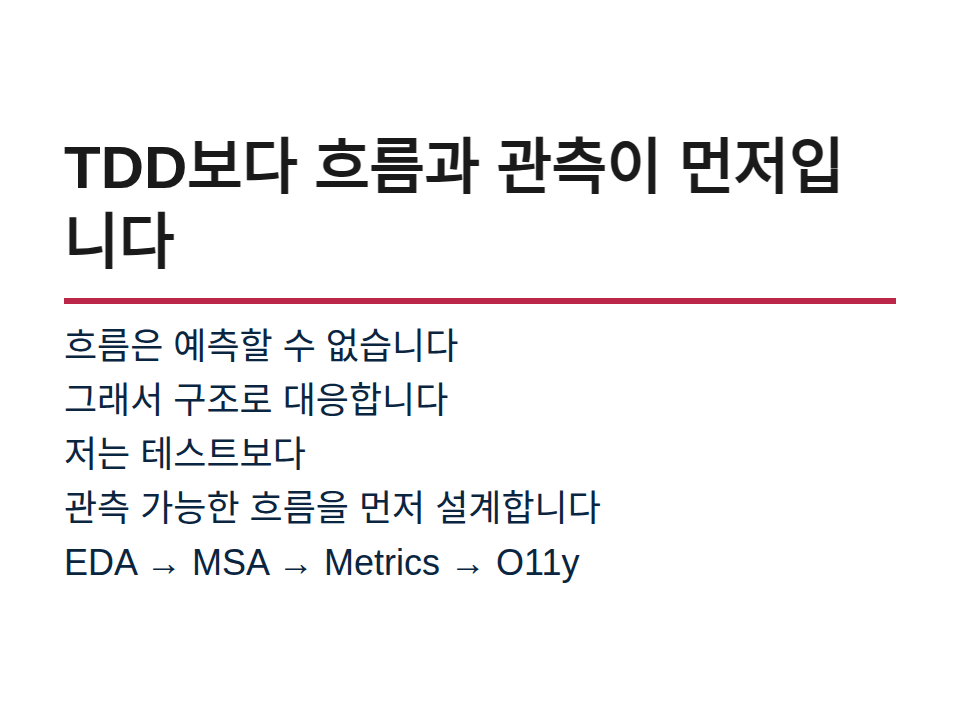 TDD보다 흐름과 관측이 먼저입
니다
흐름은 예측할 수 없습니다
그래서 구조로 대응합니다
저는 테스트보다
관측 가능한 흐름을 먼저 설계합니다
EDA → MSA → Metrics → O11y